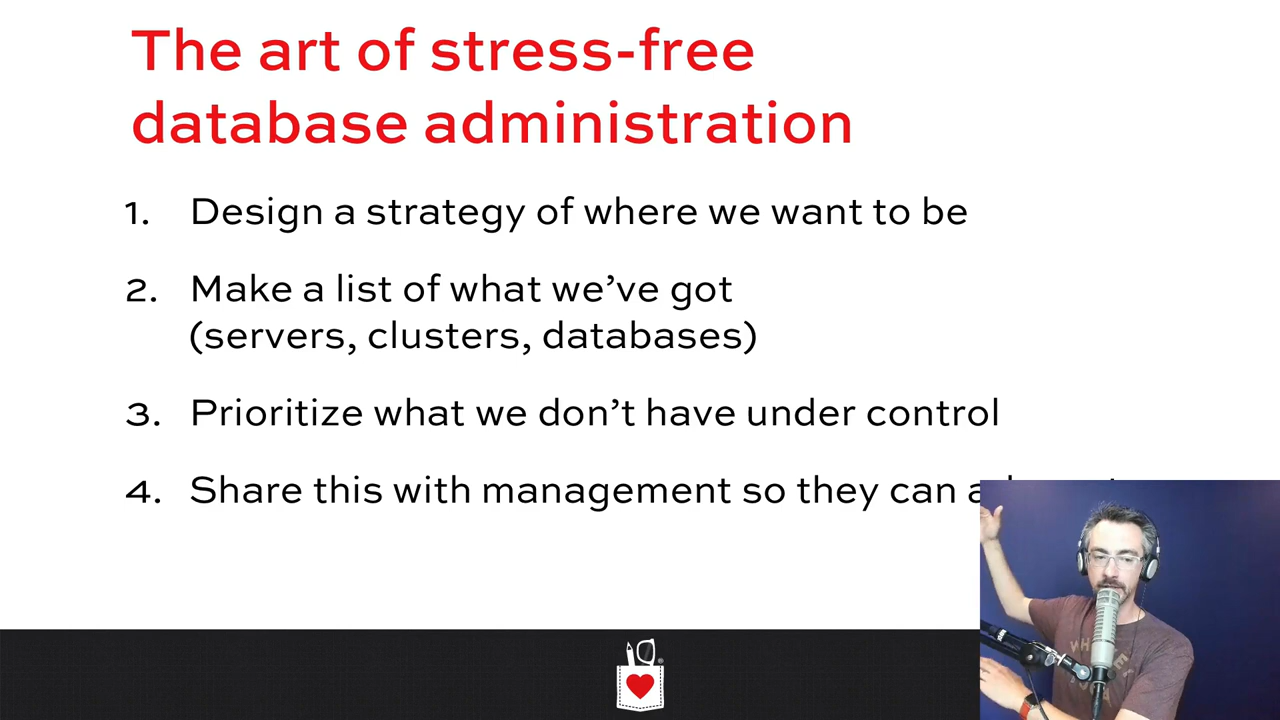 The art of stress-free
database administration
1. Design a strategy of where we want to be
2. Make a list of what we’ve got
(servers, clusters, databases)
3. Prioritize what we don’t have under control
4. Share this with management so they can